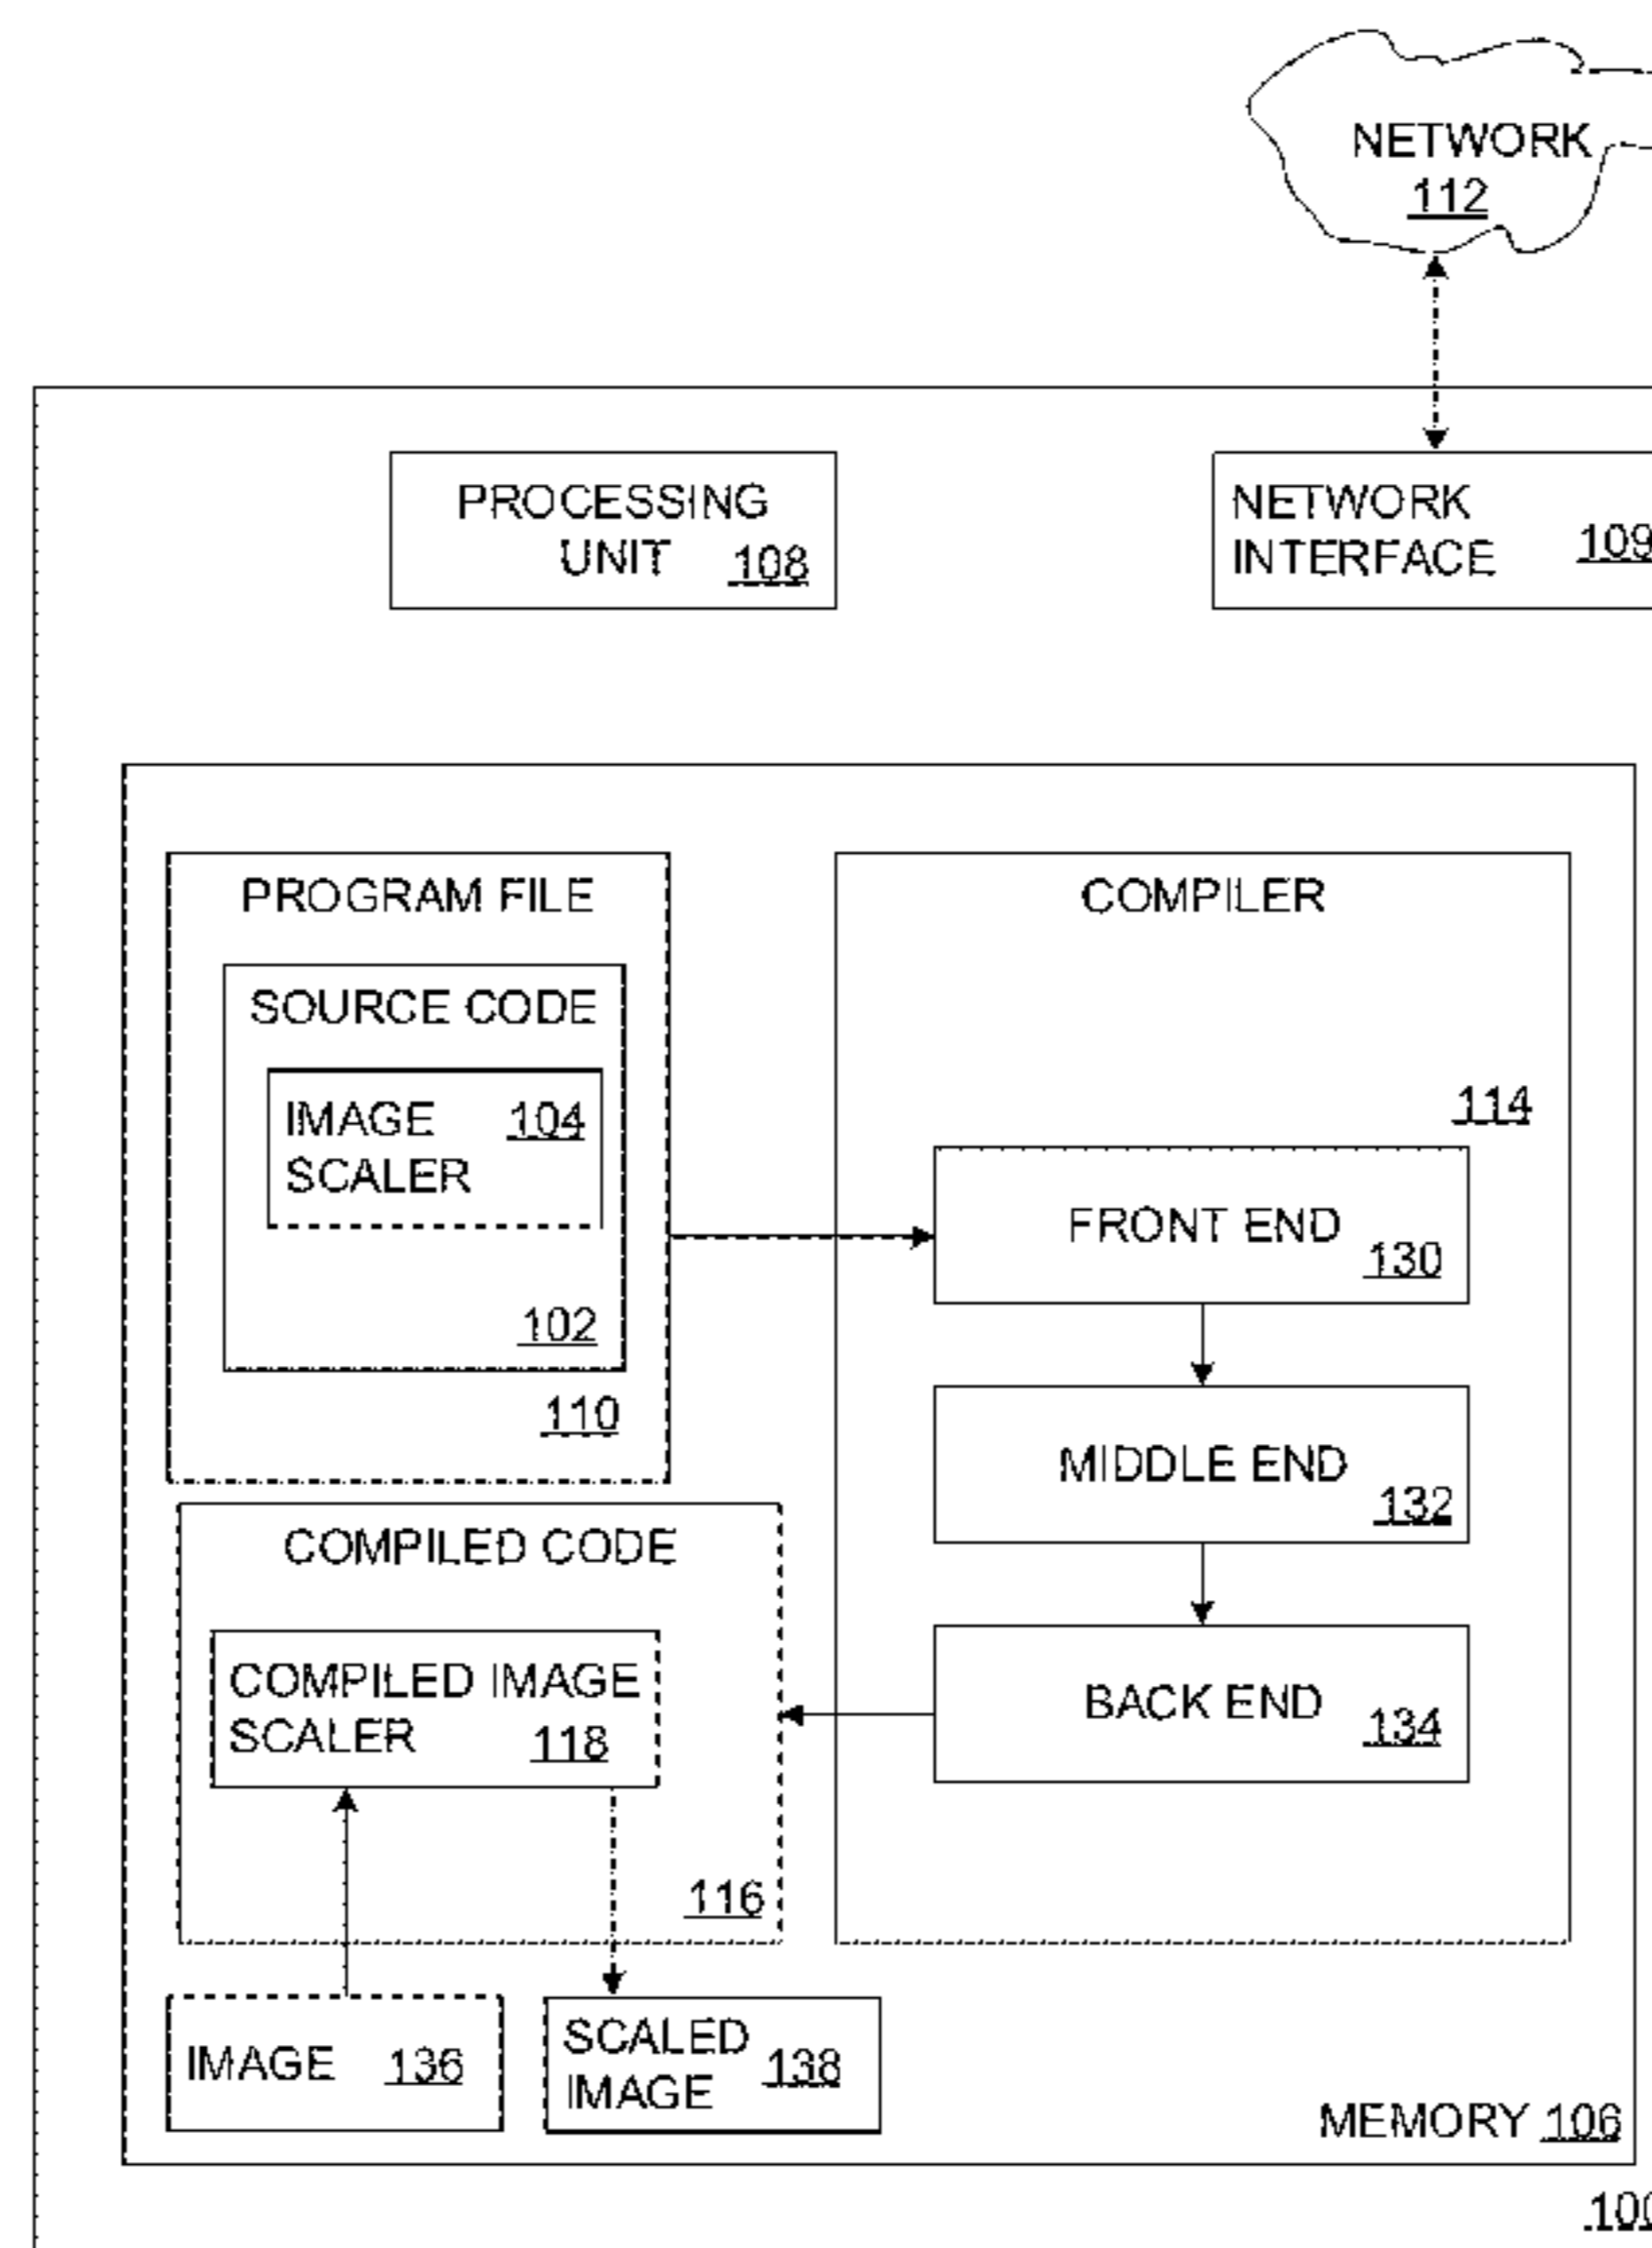 NETWORK
112
PROCESSING
UNIT 108
NETWORK
INTERFACE 109
PROGRAM FILE
SOURCE CODE
IMAGE 104
SCALER
102
110
COMPILER
114
FRONT END
130
MIDDLE END
132
BACK END
134
COMPILED CODE
COMPILED IMAGE
SCALER 118
116
IMAGE 136
SCALED
IMAGE 138
MEMORY 106
100